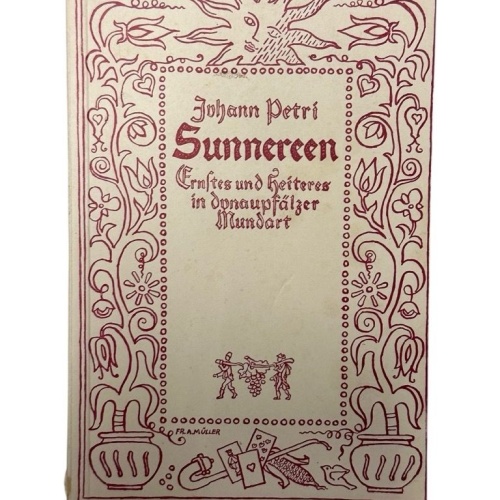 Johann Petri
Sunnereen
Ernstes und Heiteres
in donaupfälzer
Mundart
FR.A.MÜLLER